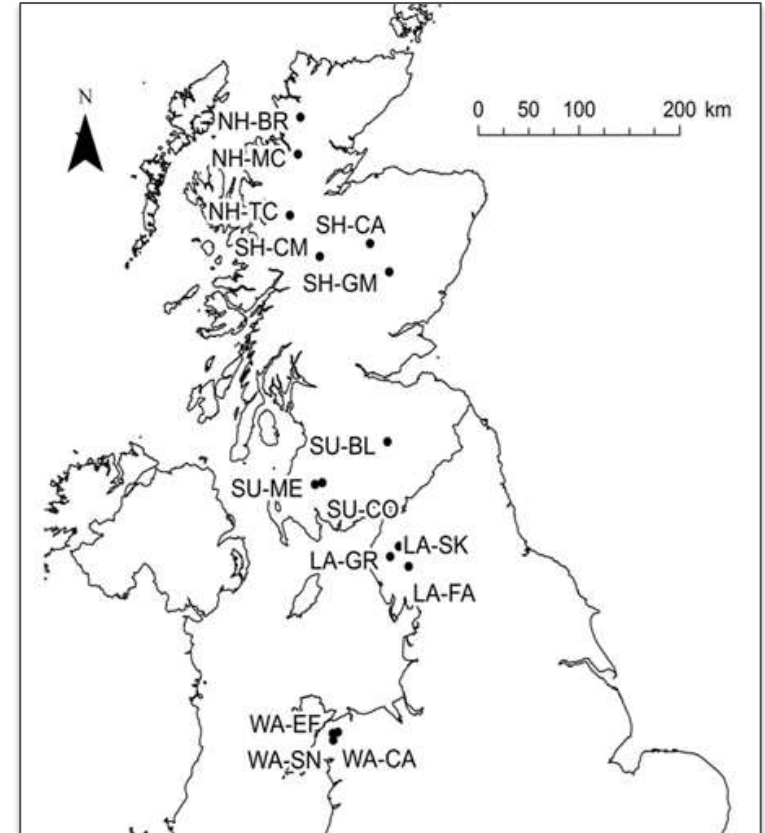 N
0 50 100 200 km
NH-BR
NH-MC
NH-TC
SH-CA
SH-CM
SH-GM
SU-BL
SU-ME
SU-CO
LA-SK
LA-GR
LA-FA
WA-EF
WA-SN WA-CA